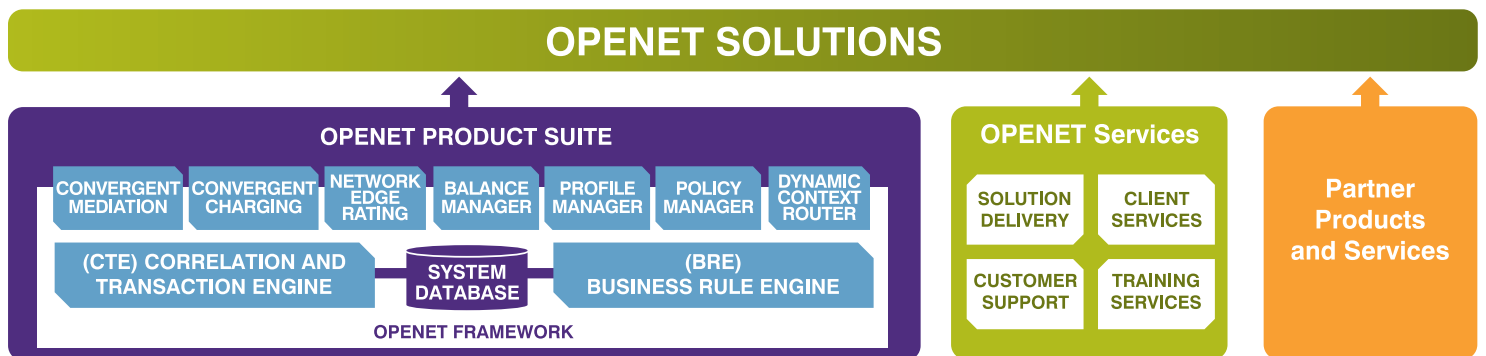 OPENET SOLUTIONS
OPENET PRODUCT SUITE
CONVERGENT
MEDIATION
CONVERGENT
CHARGING
NETWORK
EDGE
RATING
BALANCE
MANAGER
PROFILE
MANAGER
POLICY
MANAGER
DYNAMIC
CONTEXT
ROUTER
(CTE) CORRELATION AND
TRANSACTION ENGINE
SYSTEM
DATABASE
(BRE)
BUSINESS RULE ENGINE
OPENET FRAMEWORK
OPENET Services
SOLUTION
DELIVERY
CLIENT
SERVICES
CUSTOMER
SUPPORT
TRAINING
SERVICES
Partner
Products
and Services